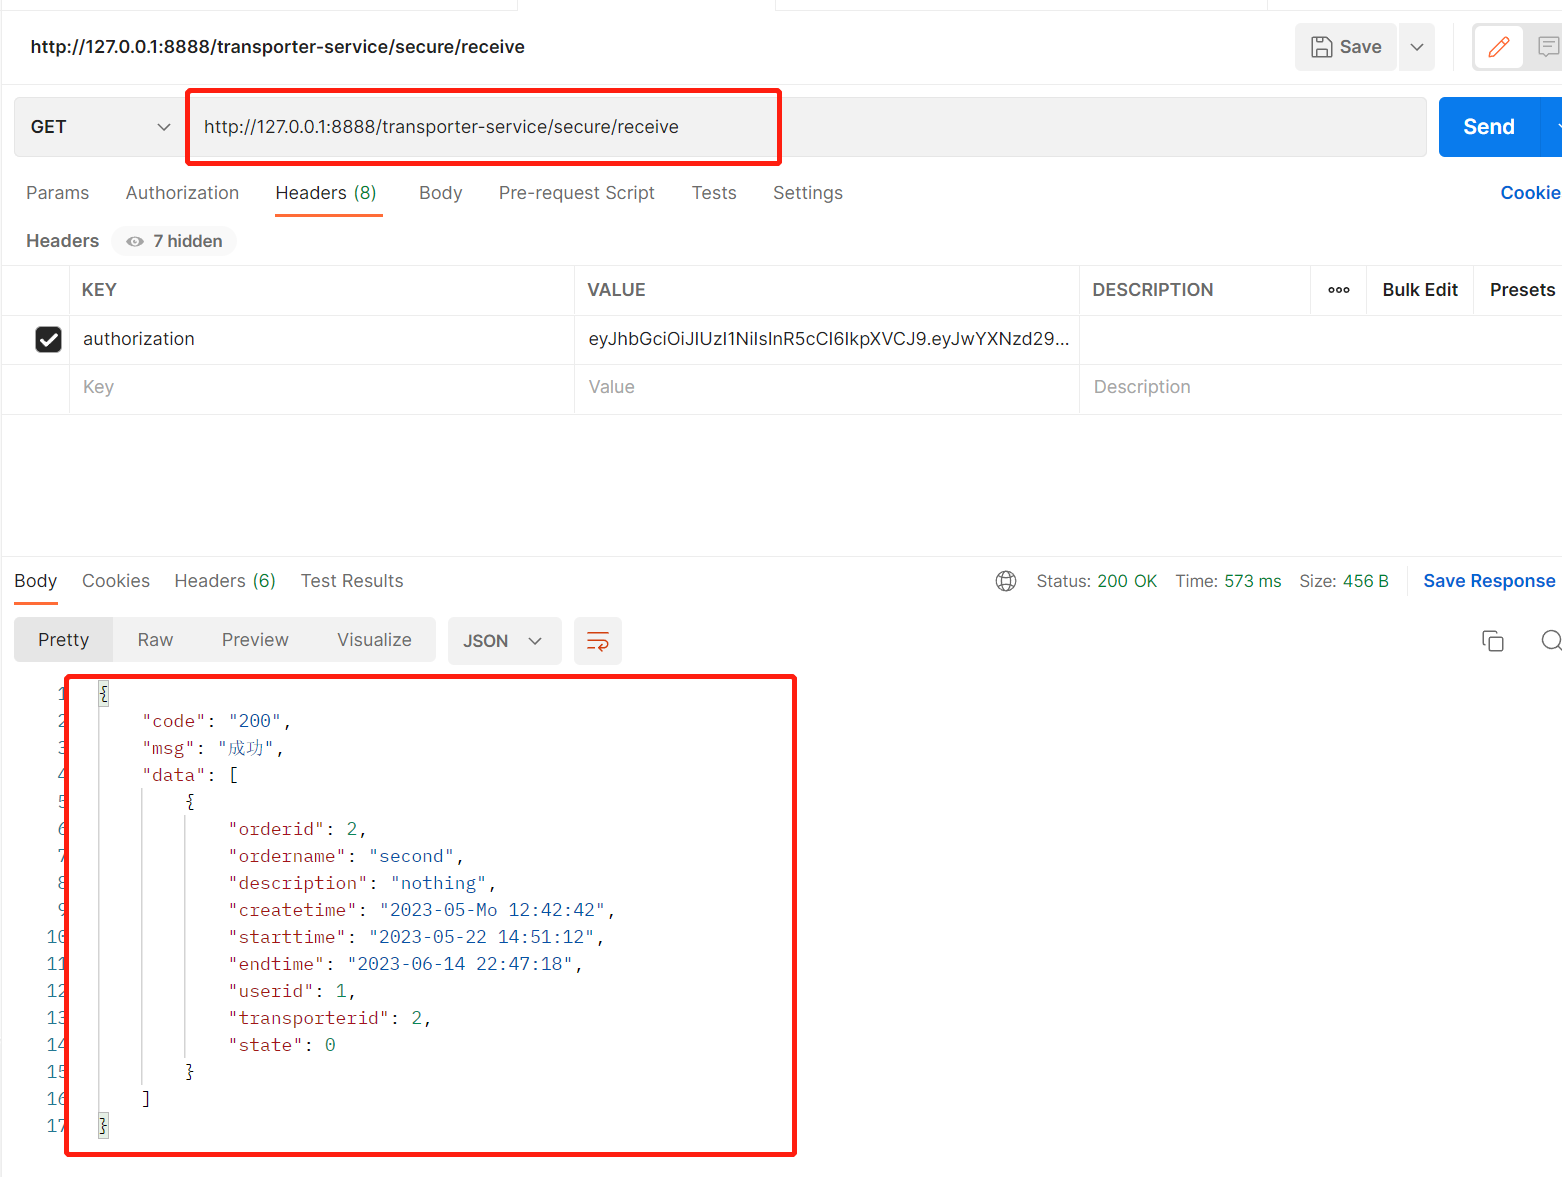 http://127.0.0.1:8888/transporter-service/secure/receive
Save
GET
http://127.0.0.1:8888/transporter-service/secure/receive
Send
Params Authorization Headers (8) Body Pre-request Script Tests Settings Cookie
Headers 7 hidden
KEY VALUE DESCRIPTION Bulk Edit Presets
authorization eyJhbGciOiJIUzI1NiIsInR5cCI6IkpXVCJ9.eyJwYXNzd29...
Key Value Description
Body Cookies Headers (6) Test Results Status: 200 OK Time: 573 ms Size: 456 B Save Response
Pretty Raw Preview Visualize JSON
1 {
2 "code": "200",
3 "msg": "成功",
4 "data": [
5 {
6 "orderid": 2,
7 "ordername": "second",
8 "description": "nothing",
9 "createtime": "2023-05-Mo 12:42:42",
10 "starttime": "2023-05-22 14:51:12",
11 "endtime": "2023-06-14 22:47:18",
12 "userid": 1,
13 "transporterid": 2,
14 "state": 0
15 }
16 ]
17 }